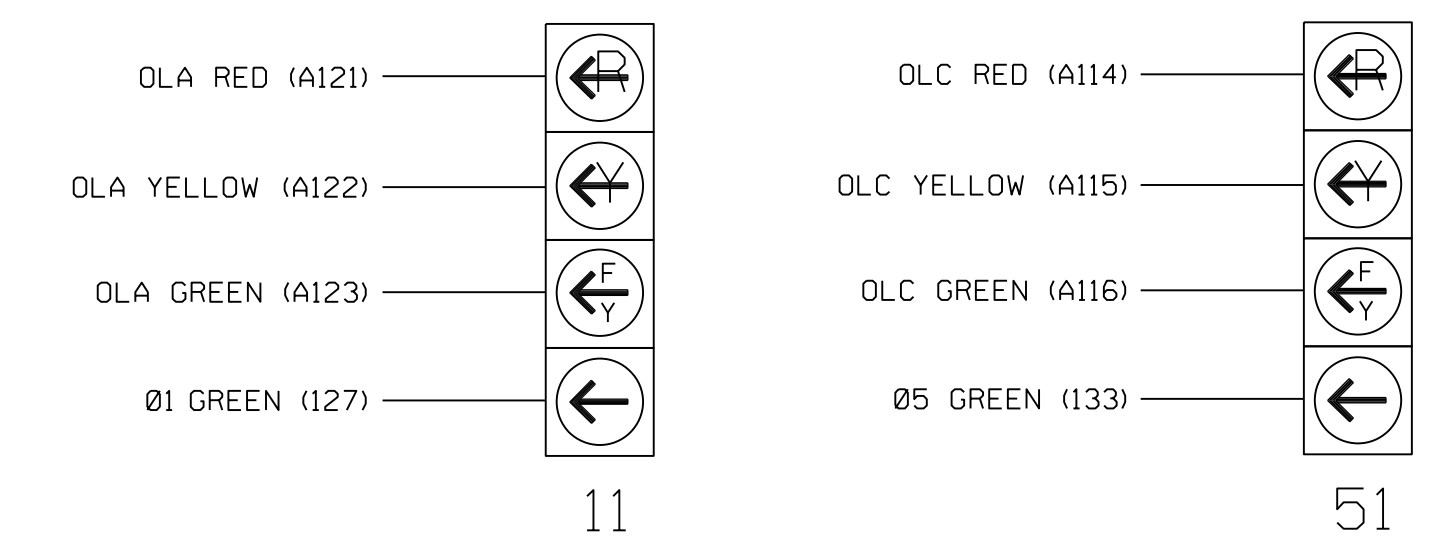 OLA RED (A121)
R
OLA YELLOW (A122)
Y
OLA GREEN (A123)
F
Y
Ø1 GREEN (127)
11
OLC RED (A114)
R
OLC YELLOW (A115)
Y
OLC GREEN (A116)
F
Y
Ø5 GREEN (133)
51